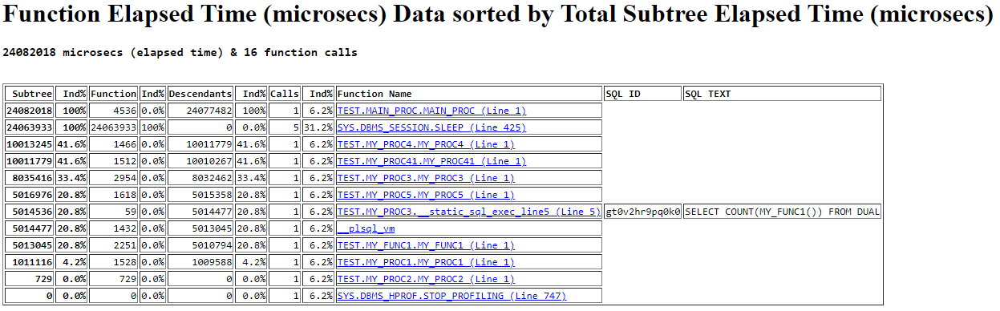 Function Elapsed Time (microsecs) Data sorted by Total Subtree Elapsed Time (microsecs)
24082018 microsecs (elapsed time) & 16 function calls
Subtree Ind% Function Ind% Descendants Ind% Calls Ind% Function Name SQL ID SQL TEXT
24082018 100% 4536 0.0% 24077482 100% 1 6.2% TEST.MAIN_PROC.MAIN_PROC (Line 1)
24063933 100% 24063933 100% 0 0.0% 5 31.2% SYS.DBMS_SESSION.SLEEP (Line 425)
10013245 41.6% 1466 0.0% 10011779 41.6% 1 6.2% TEST.MY_PROC4.MY_PROC4 (Line 1)
10011779 41.6% 1512 0.0% 10010267 41.6% 1 6.2% TEST.MY_PROC41.MY_PROC41 (Line 1)
8035416 33.4% 2954 0.0% 8032462 33.4% 1 6.2% TEST.MY_PROC3.MY_PROC3 (Line 1)
5016976 20.8% 1618 0.0% 5015358 20.8% 1 6.2% TEST.MY_PROC5.MY_PROC5 (Line 1)
5014536 20.8% 59 0.0% 5014477 20.8% 1 6.2% TEST.MY_PROC3.__static_sql_exec_line5 (Line 5) gt0v2hr9pq0k0 SELECT COUNT(MY_FUNC1()) FROM DUAL
5014477 20.8% 1432 0.0% 5013045 20.8% 1 6.2% __plsql_vm
5013045 20.8% 2251 0.0% 5010794 20.8% 1 6.2% TEST.MY_FUNC1.MY_FUNC1 (Line 1)
1011116 4.2% 1528 0.0% 1009588 4.2% 1 6.2% TEST.MY_PROC1.MY_PROC1 (Line 1)
729 0.0% 729 0.0% 0 0.0% 1 6.2% TEST.MY_PROC2.MY_PROC2 (Line 1)
0 0.0% 0 0.0% 0 0.0% 1 6.2% SYS.DBMS_HPROF.STOP_PROFILING (Line 747)